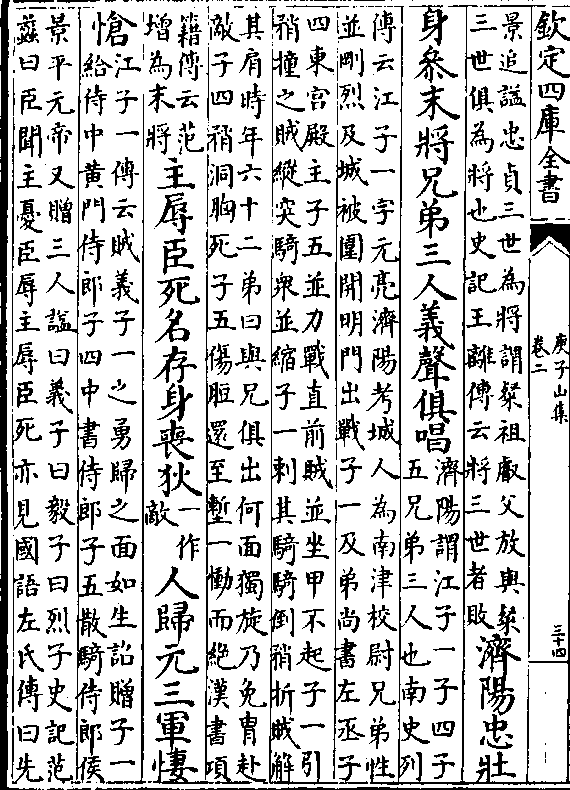 欽定四庫全書
庾子山集
卷二
三十四
景追諡忠貞三世為將謂粲祖叡父放與粲
三世俱為將也史記王離傳云將三世者敗
濟陽忠壯
身參末將兄弟三人義聲俱唱
濟陽謂江子一子四子
五兄弟三人也南史列
傳云江子一字元亮濟陽考城人為南津校尉兄弟性
並剛烈及城被圍開明門出戰子一及弟尚書左丞子
四東宮殿主子五並力戰直前賊並坐甲不起子一引
稍撞之賊縱突騎衆並縮子一刺其騎騎倒稍折賊解
其肩時年六十二弟曰與兄俱出何面獨旋乃免胄赴
敵子四稍洞胸死子五傷脰還至塹一慟而絶漢書項
籍傳云范
增為末將
主辱臣死名存身喪狄
一作
敵
人歸元三軍悽
愴
江子一傳云賊義子一之勇歸之面如生詔贈子一
給侍中黄門侍郎子四中書侍郎子五散騎侍郎侯
景平元帝又贈三人諡曰義子曰毅子曰烈子史記范
蠡曰臣聞主憂臣辱主辱臣死亦見國語左氏傳曰先